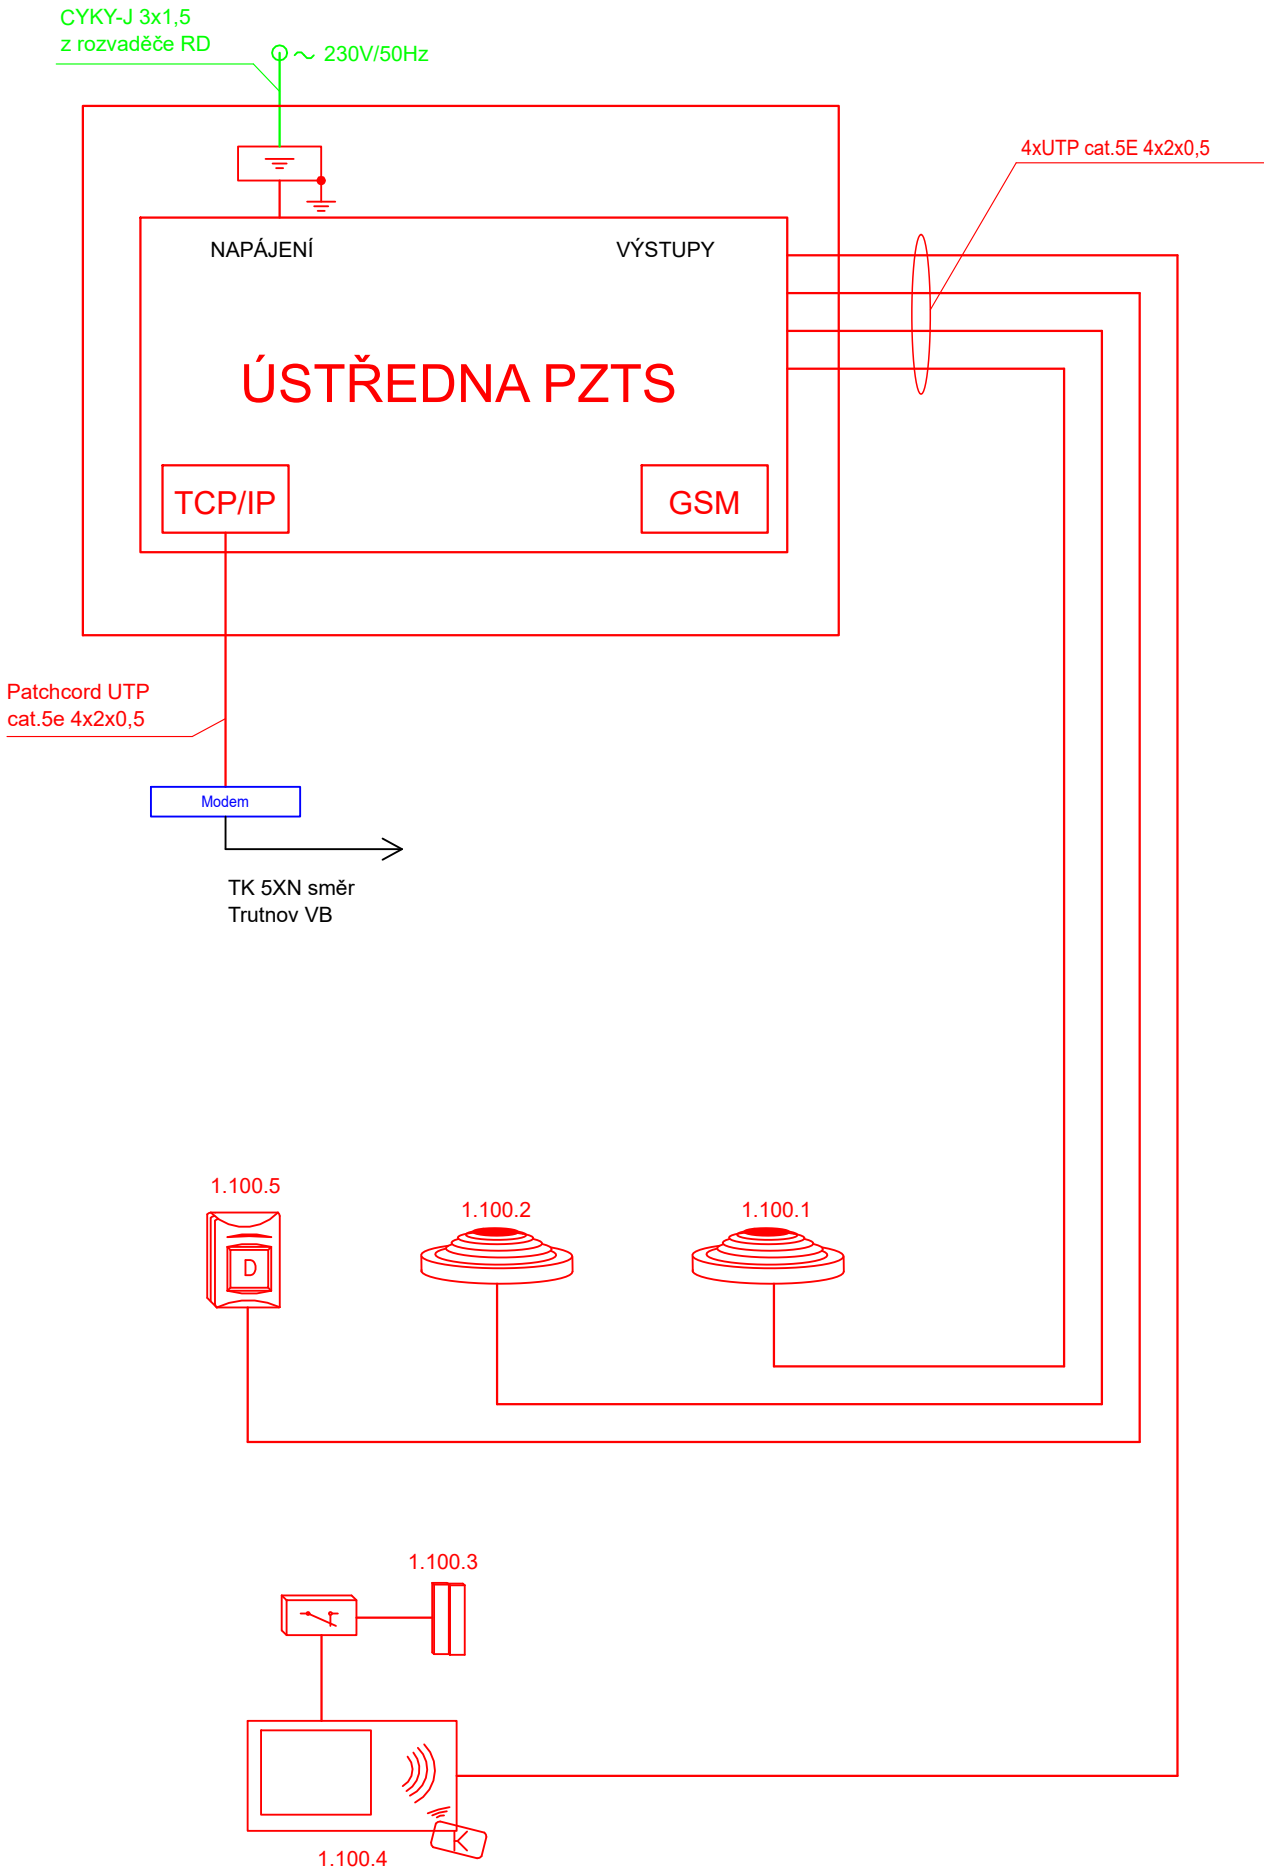 CYKY-J 3x1,5
z rozvaděče RD
~ 230V/50Hz
4xUTP cat.5E 4x2x0,5
NAPÁJENÍ
VÝSTUPY
ÚSTŘEDNA PZTS
TCP/IP
GSM
Patchcord UTP
cat.5e 4x2x0,5
Modem
TK 5XN směr
Trutnov VB
1.100.5
1.100.2
1.100.1
D
1.100.3
K
1.100.4